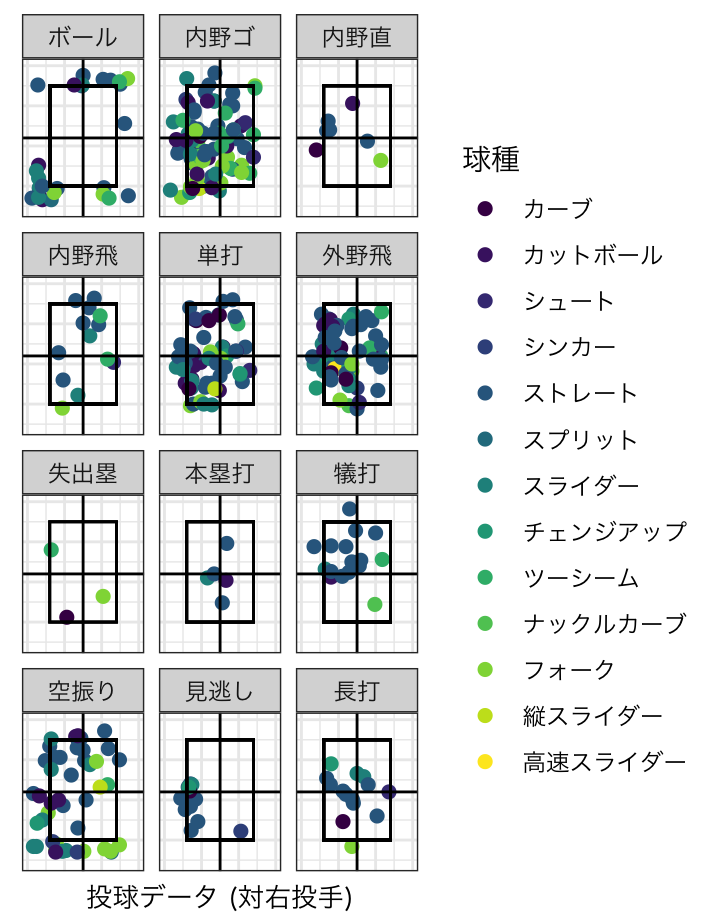 ボール 内野ゴ 内野直
内野飛 単打 外野飛
失出塁 本塁打 犠打
空振り 見逃し 長打
投球データ (対右投手)
球種
カーブ
カットボール
シュート
シンカー
ストレート
スプリット
スライダー
チェンジアップ
ツーシーム
ナックルカーブ
フォーク
縦スライダー
高速スライダー